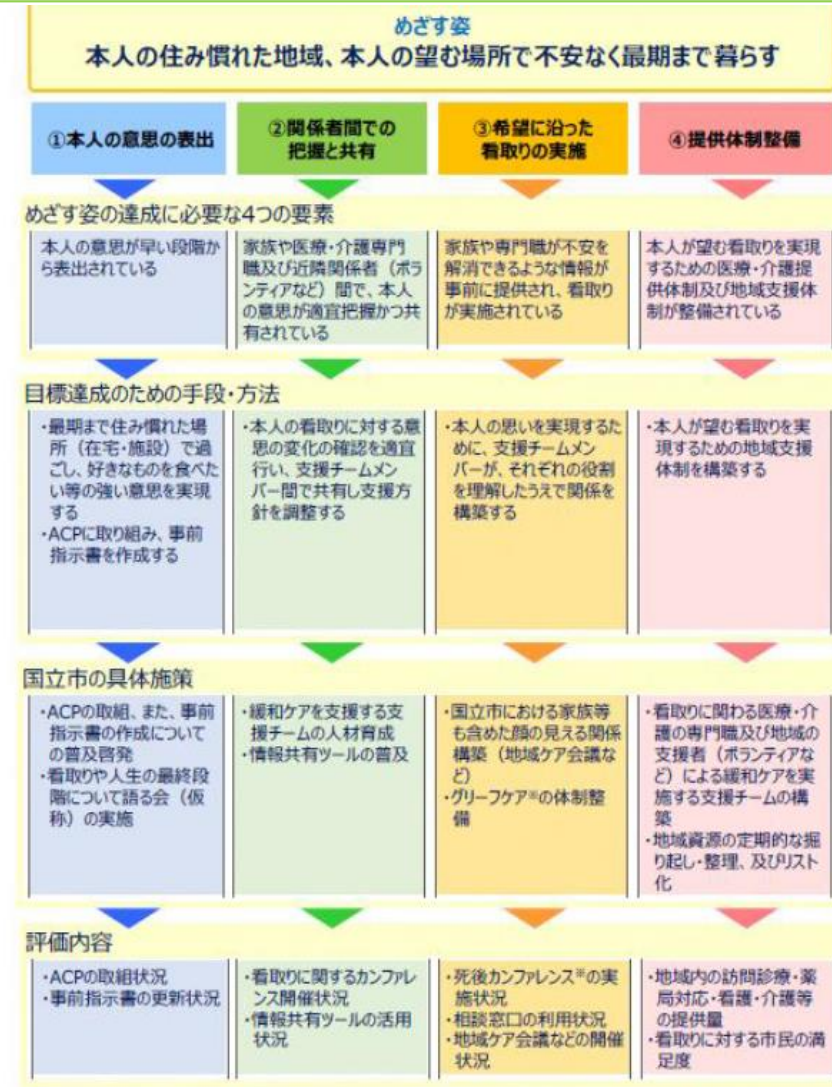 めざす姿
本人の住み慣れた地域、本人の望む場所で不安なく最期まで暮らす
①本人の意思の表出
②関係者間での
把握と共有
③希望に沿った
看取りの実施
④提供体制整備
めざす姿の達成に必要な4つの要素
本人の意思が早い段階か
ら表出されている
家族や医療・介護専門
職及び近隣関係者（ボラ
ンティアなど）間で、本人
の意思が適宜把握かつ共
有されている
家族や専門職が不安を
解消できるような情報が
事前に提供され、看取り
が実施されている
本人が望む看取りを実現
するための医療・介護提
供体制及び地域支援体
制が整備されている
目標達成のための手段・方法
・最期まで住み慣れた場
所（在宅・施設）で過
ごし、好きなものを食べた
い等の強い意思を実現
する
・ACPに取り組み、事前
指示書を作成する
・本人の看取りに対する意
思の変化の確認を適宜
行い、支援チームメン
バー間で共有し支援方
針を調整する
・本人の思いを実現するた
めに、支援チームメン
バーが、それぞれの役割
を理解したうえで関係を
構築する
・本人が望む看取りを実
現するための地域支援
体制を構築する
国立市の具体施策
・ACPの取組、また、事前
指示書の作成について
の普及啓発
・看取りや人生の最終段
階について語る会（仮
称）の実施
・緩和ケアを支援する支
援チームの人材育成
・情報共有ツールの普及
・国立市における家族等
も含めた顔の見える関係
構築（地域ケア会議な
ど）
・グリーフケア※の体制整
備
・看取りに関わる医療・介
護の専門職及び地域の
支援者（ボランティアな
ど）による緩和ケアを実
施する支援チームの構
築
・地域資源の定期的な掘
り起し・整理、及びリスト
化
評価内容
・ACPの取組状況
・事前指示書の更新状況
・看取りに関するカンファレ
ンス開催状況
・情報共有ツールの活用
状況
・死後カンファレンス※の実
施状況
・相談窓口の利用状況
・地域ケア会議などの開催
状況
・地域内の訪問診療・薬
局対応・看護・介護等
の提供量
・看取りに対する市民の満
足度